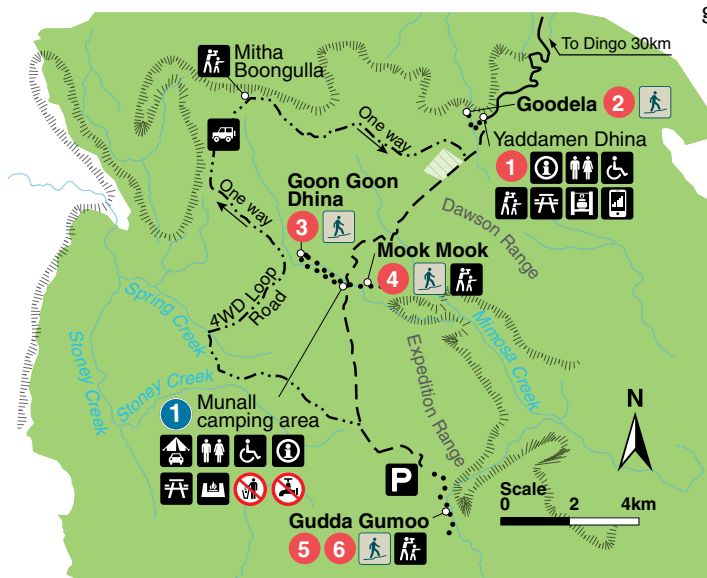 g
To Dingo 30km
Mitha
Boongulla
Goodela 2
One way
Yaddamen Dhina
1
Goon Goon
Dhina
3
One way
Dawson Range
Mook Mook
4
4WD Loop
Road
Spring Creek
Mimosa Creek
Stoney Creek
Stoney Creek
Expedition Range
1 Munall
camping area
N
P
Scale
0 2 4km
Gudda Gumoo
5 6